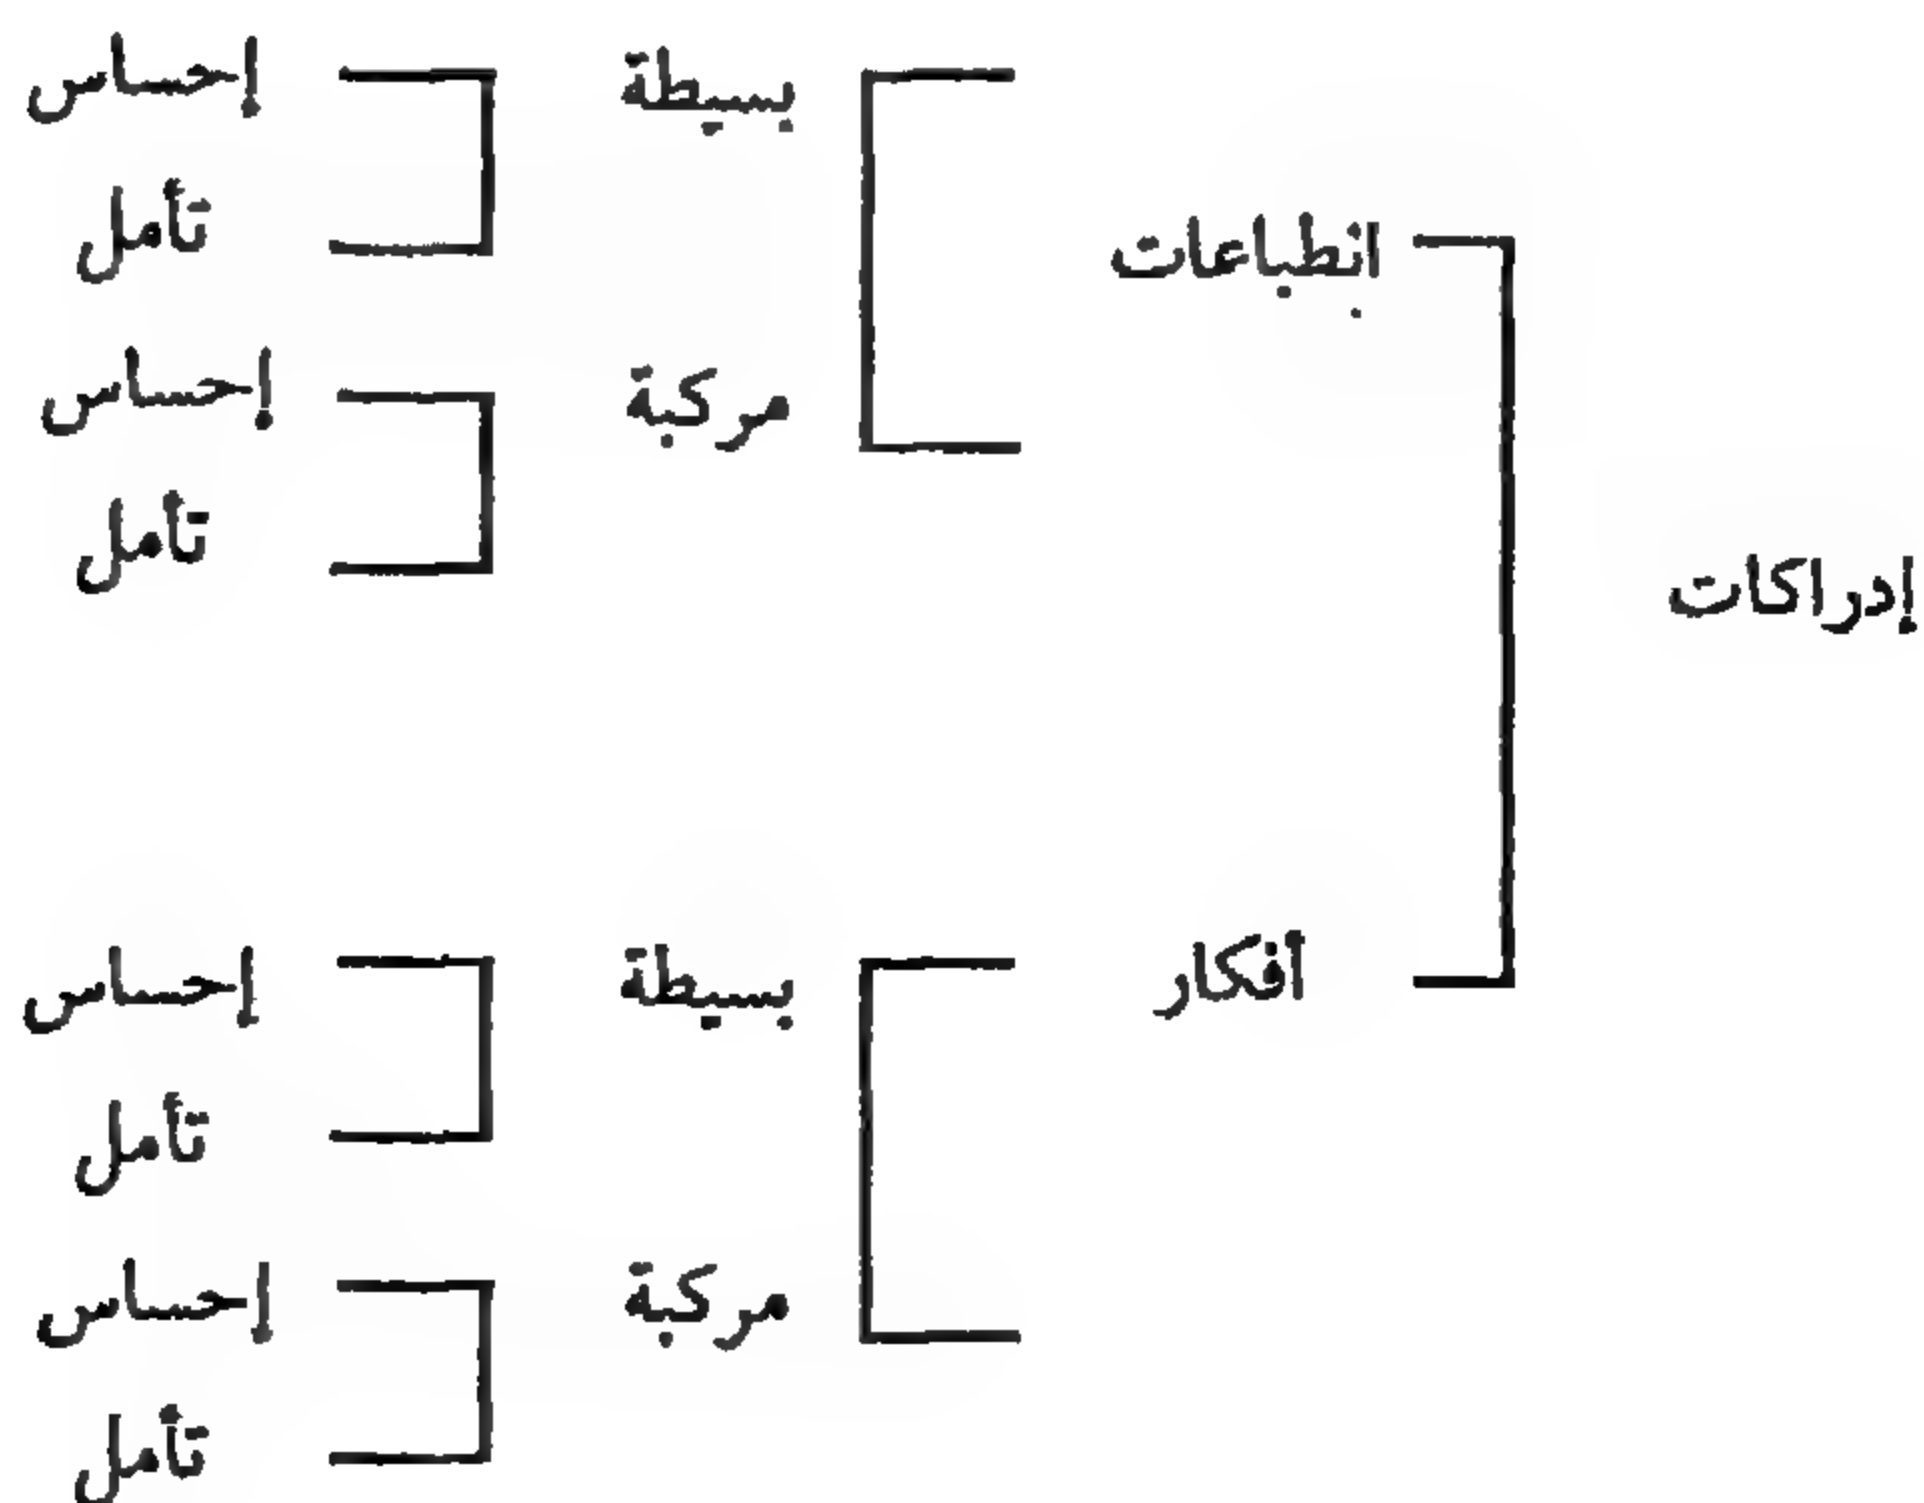 إدراكات
انطباعات
بسيطة
إحساس
تأمل
مركبة
إحساس
تأمل
أفكار
بسيطة
إحساس
تأمل
مركبة
إحساس
تأمل